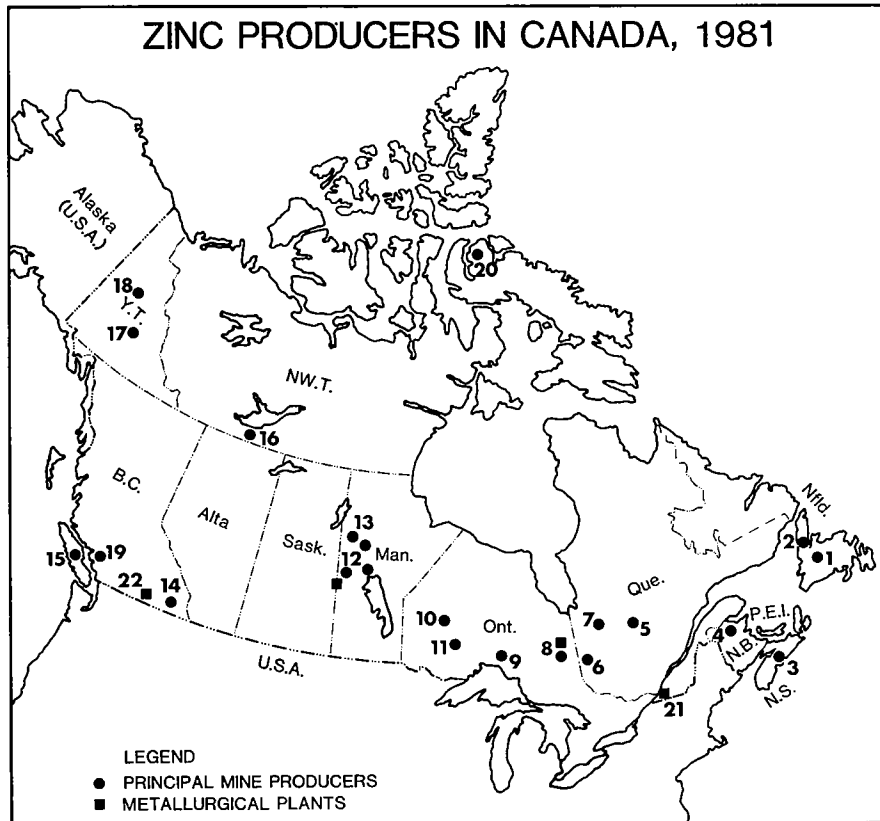 ZINC PRODUCERS IN CANADA, 1981
Alaska
(U.S.A.)
20
18
Y.T.
17
N.W.T.
16
B.C.
Alta
Sask.
13
Man.
12
Nfld.
2
1
15
19
22
14
Que.
10
Ont.
7
5
P.E.I.
4
N.B.
11
8
9
6
3
N.S.
U.S.A.
21
LEGEND
PRINCIPAL MINE PRODUCERS
METALLURGICAL PLANTS